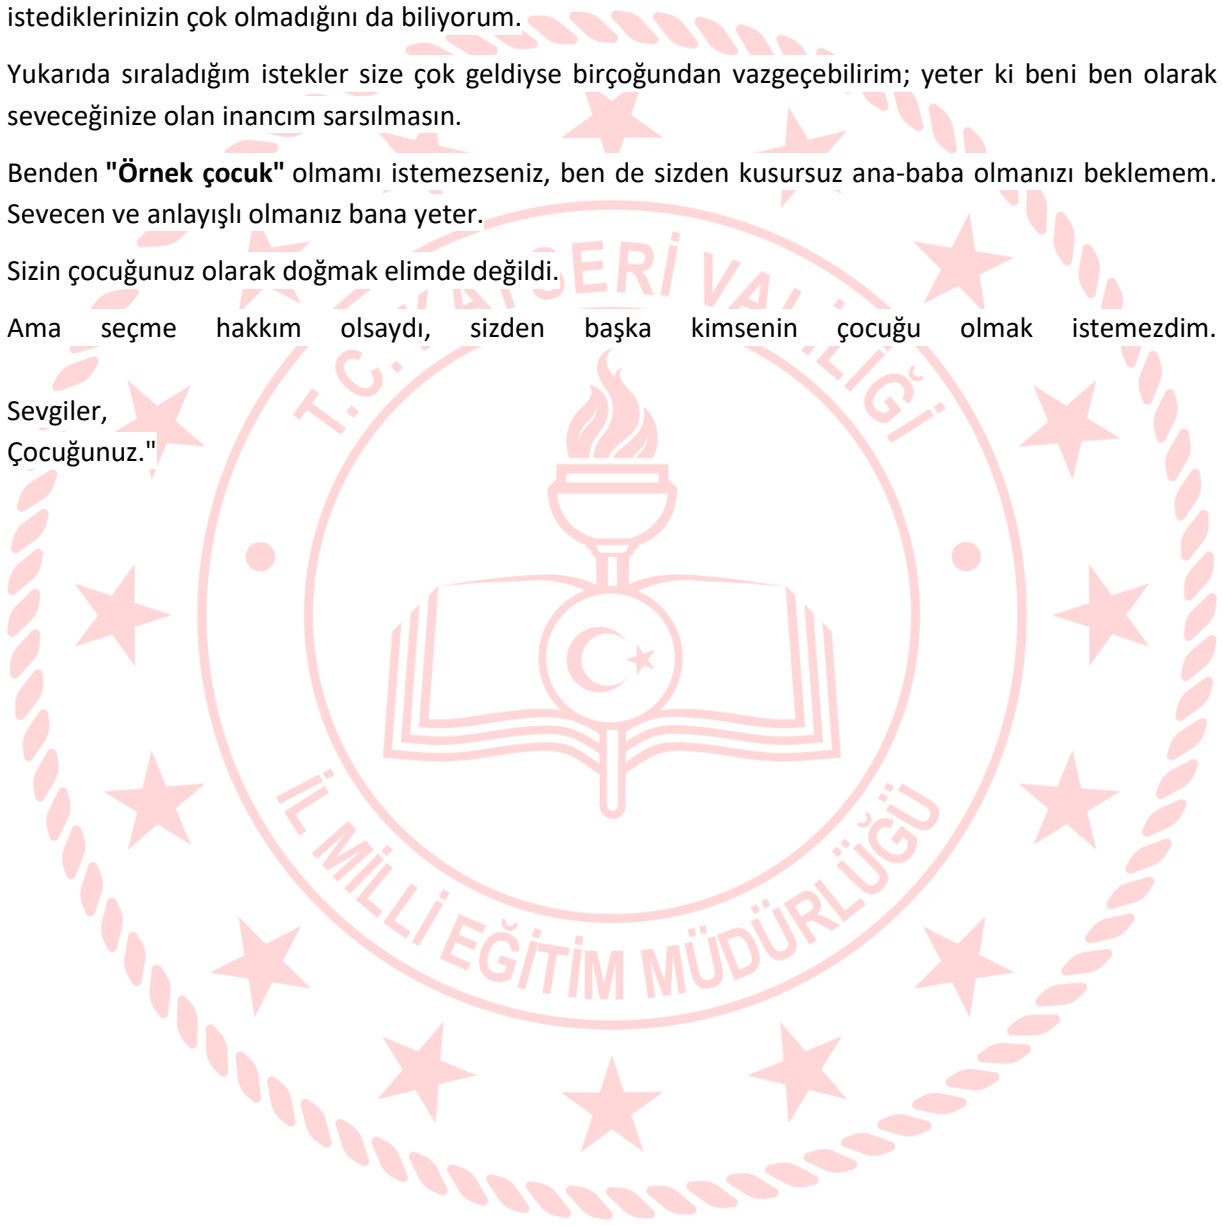 istediklerinizin çok olmadığını da biliyorum.
Yukarıda sıraladığım istekler size çok geldiyse birçoğundan vazgeçebilirim; yeter ki beni ben olarak
seveceğinize olan inancım sarsılmasın.
Benden "Örnek çocuk" olmamı istemezseniz, ben de sizden kusursuz ana-baba olmanızı beklemem.
Sevecen ve anlayışlı olmanız bana yeter.
Sizin çocuğunuz olarak doğmak elimde değildi.
Ama seçme hakkım olsaydı, sizden başka kimsenin çocuğu olmak istemezdim.
Sevgiler,
Çocuğunuz."
T.C. KAYSERİ VALİLİĞİ
İL MİLLİ EĞİTİM MÜDÜRLÜĞÜ